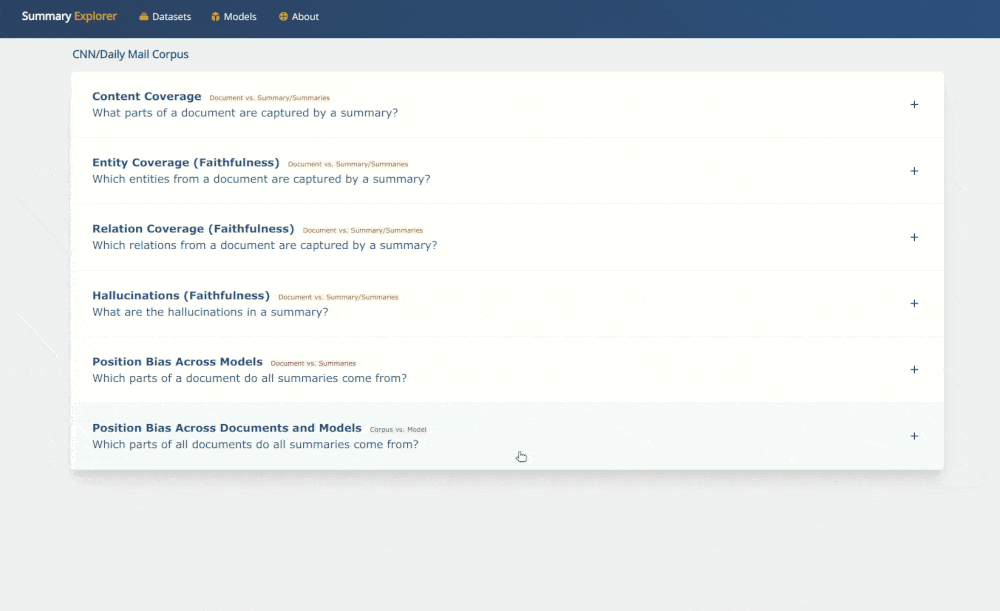 Summary Explorer Datasets Models About
CNN/Daily Mail Corpus
Content Coverage Document vs. Summary/Summaries
What parts of a document are captured by a summary?
+
Entity Coverage (Faithfulness) Document vs. Summary/Summaries
Which entities from a document are captured by a summary?
+
Relation Coverage (Faithfulness) Document vs. Summary/Summaries
Which relations from a document are captured by a summary?
+
Hallucinations (Faithfulness) Document vs. Summary/Summaries
What are the hallucinations in a summary?
+
Position Bias Across Models Document vs. Summaries
Which parts of a document do all summaries come from?
+
Position Bias Across Documents and Models Corpus vs. Model
Which parts of all documents do all summaries come from?
+